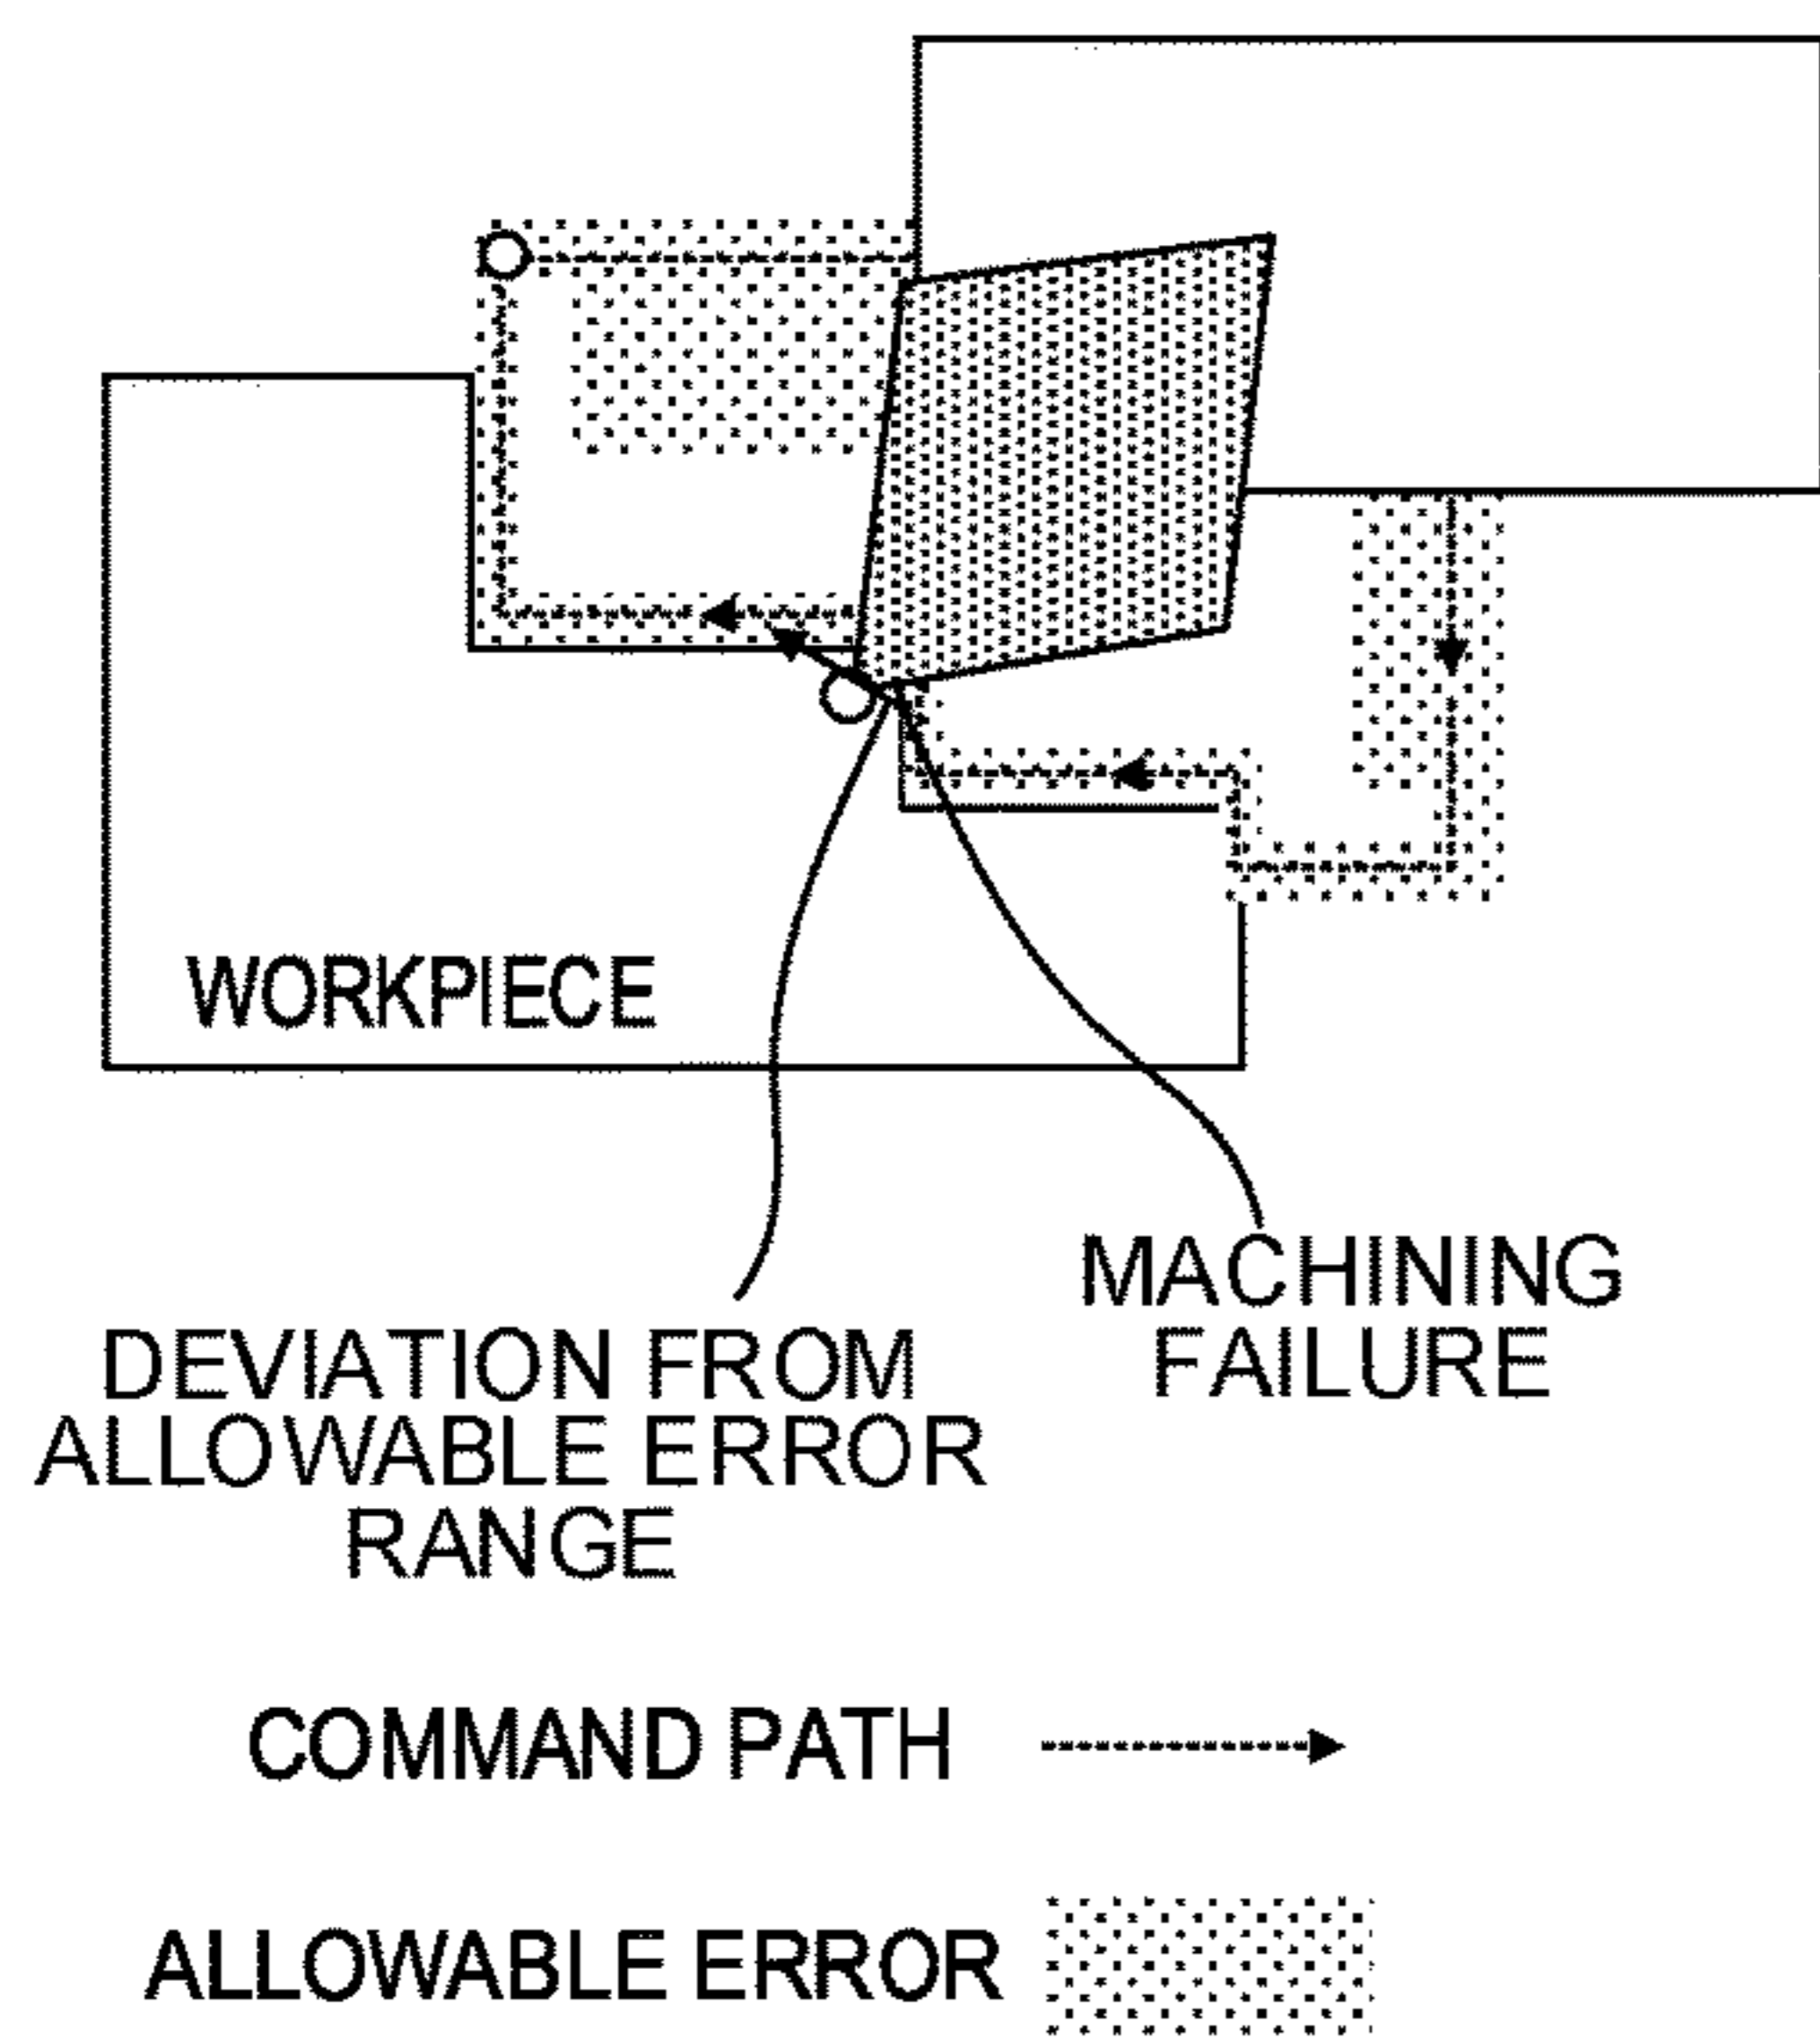 WORKPIECE
MACHINING
FAILURE
DEVIATION FROM
ALLOWABLE ERROR
RANGE
COMMAND PATH
ALLOWABLE ERROR